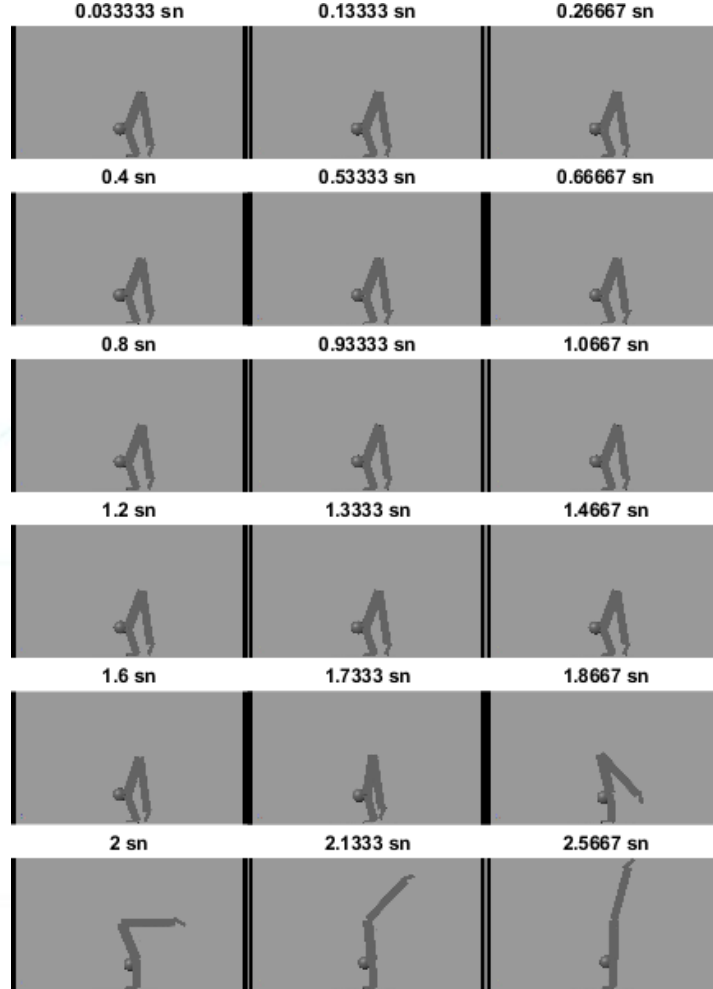 0.033333 sn 0.13333 sn 0.26667 sn
0.4 sn 0.53333 sn 0.66667 sn
0.8 sn 0.93333 sn 1.0667 sn
1.2 sn 1.3333 sn 1.4667 sn
1.6 sn 1.7333 sn 1.8667 sn
2 sn 2.1333 sn 2.5667 sn